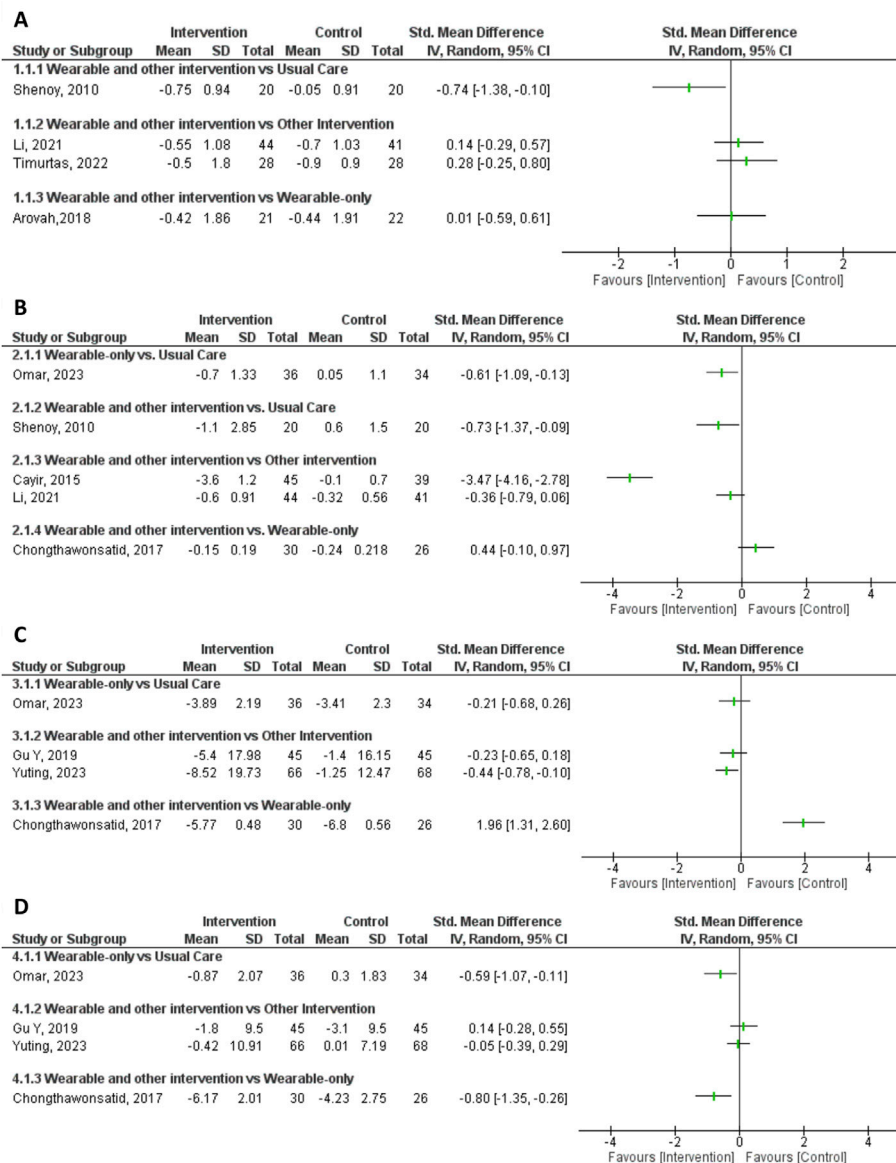 A
Intervention Control Std. Mean Difference Std. Mean Difference
Study or Subgroup Mean SD Total Mean SD Total IV, Random, 95% CI IV, Random, 95% CI
1.1.1 Wearable and other intervention vs Usual Care
Shenoy, 2010 -0.75 0.94 20 -0.05 0.91 20 -0.74 [-1.38, -0.10]
1.1.2 Wearable and other intervention vs Other Intervention
Li, 2021 -0.55 1.08 44 -0.7 1.03 41 0.14 [-0.29, 0.57]
Timurtas, 2022 -0.5 1.8 28 -0.9 0.9 28 0.28 [-0.25, 0.80]
1.1.3 Wearable and other intervention vs Wearable-only
Arovah,2018 -0.42 1.86 21 -0.44 1.91 22 0.01 [-0.59, 0.61]
-2 -1 0 1 2
Favours [Intervention] Favours [Control]
B
Intervention Control Std. Mean Difference Std. Mean Difference
Study or Subgroup Mean SD Total Mean SD Total IV, Random, 95% CI IV, Random, 95% CI
2.1.1 Wearable-only vs. Usual Care
Omar, 2023 -0.7 1.33 36 0.05 1.1 34 -0.61 [-1.09, -0.13]
2.1.2 Wearable and other intervention vs. Usual Care
Shenoy, 2010 -1.1 2.85 20 0.6 1.5 20 -0.73 [-1.37, -0.09]
2.1.3 Wearable and other intervention vs Other intervention
Cayir, 2015 -3.6 1.2 45 -0.1 0.7 39 -3.47 [-4.16, -2.78]
Li, 2021 -0.6 0.91 44 -0.32 0.56 41 -0.36 [-0.79, 0.06]
2.1.4 Wearable and other intervention vs. Wearable-only
Chongthawonsatid, 2017 -0.15 0.19 30 -0.24 0.218 26 0.44 [-0.10, 0.97]
-4 -2 0 2 4
Favours [Intervention] Favours [Control]
C
Intervention Control Std. Mean Difference Std. Mean Difference
Study or Subgroup Mean SD Total Mean SD Total IV, Random, 95% CI IV, Random, 95% CI
3.1.1 Wearable-only vs Usual Care
Omar, 2023 -3.89 2.19 36 -3.41 2.3 34 -0.21 [-0.68, 0.26]
3.1.2 Wearable and other intervention vs Other Intervention
Gu Y, 2019 -5.4 17.98 45 -1.4 16.15 45 -0.23 [-0.65, 0.18]
Yuting, 2023 -8.52 19.73 66 -1.25 12.47 68 -0.44 [-0.78, -0.10]
3.1.3 Wearable and other intervention vs Wearable-only
Chongthawonsatid, 2017 -5.77 0.48 30 -6.8 0.56 26 1.96 [1.31, 2.60]
-4 -2 0 2 4
Favours [Intervention] Favours [Control]
D
Intervention Control Std. Mean Difference Std. Mean Difference
Study or Subgroup Mean SD Total Mean SD Total IV, Random, 95% CI IV, Random, 95% CI
4.1.1 Wearable-only vs Usual Care
Omar, 2023 -0.87 2.07 36 0.3 1.83 34 -0.59 [-1.07, -0.11]
4.1.2 Wearable and other intervention vs Other Intervention
Gu Y, 2019 -1.8 9.5 45 -3.1 9.5 45 0.14 [-0.28, 0.55]
Yuting, 2023 -0.42 10.91 66 0.01 7.19 68 -0.05 [-0.39, 0.29]
4.1.3 Wearable and other intervention vs Wearable-only
Chongthawonsatid, 2017 -6.17 2.01 30 -4.23 2.75 26 -0.80 [-1.35, -0.26]
-4 -2 0 2 4
Favours [Intervention] Favours [Control]